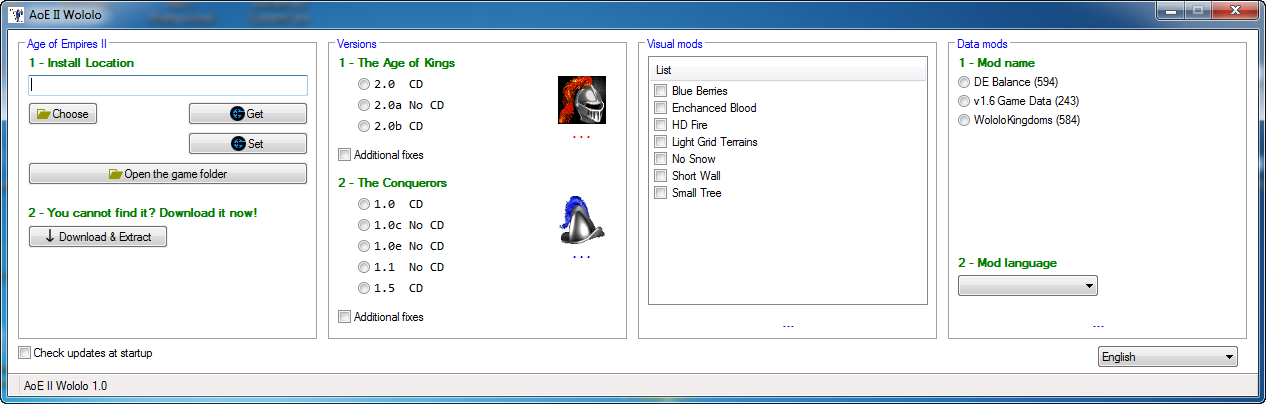 AoE II Wololo
Age of Empires II
1 - Install Location
Choose
Get
Set
Open the game folder
2 - You cannot find it? Download it now!
Download & Extract
Versions
1 - The Age of Kings
2.0 CD
2.0a No CD
2.0b CD
...
Additional fixes
2 - The Conquerors
1.0 CD
1.0c No CD
1.0e No CD
1.1 No CD
1.5 CD
...
Additional fixes
Visual mods
List
Blue Berries
Enchanced Blood
HD Fire
Light Grid Terrains
No Snow
Short Wall
Small Tree
---
Data mods
1 - Mod name
DE Balance (594)
v1.6 Game Data (243)
WololoKingdoms (584)
2 - Mod language
---
Check updates at startup
English
AoE II Wololo 1.0